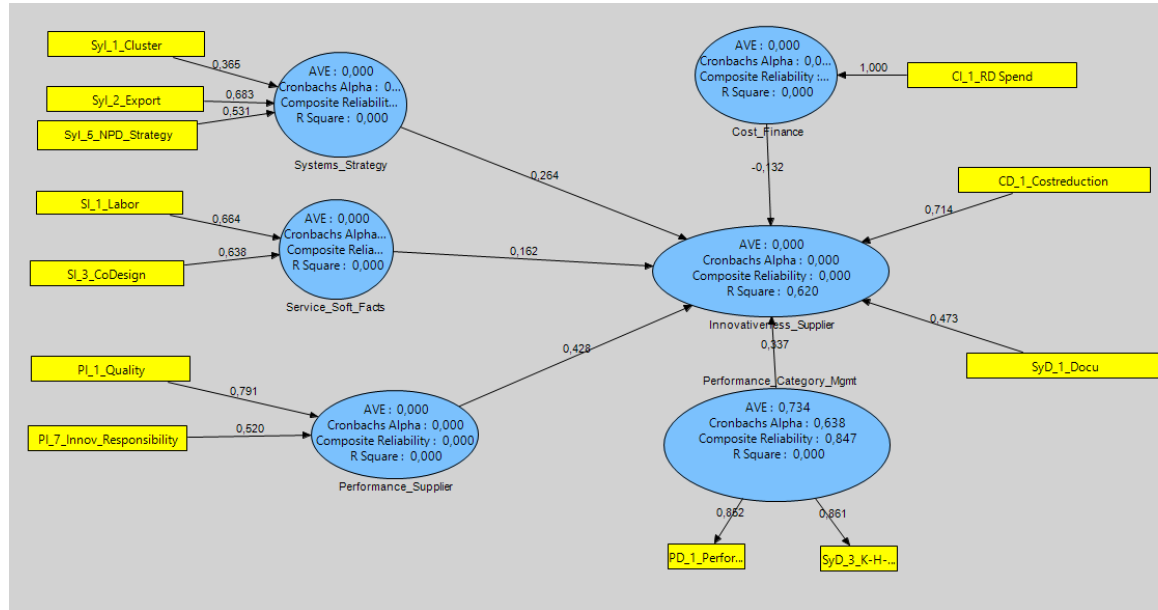 SyI_1_Cluster
0,365
SyI_2_Export
0,683
0,531
SyI_5_NPD_Strategy
AVE : 0,000
Cronbachs Alpha : 0...
Composite Reliabilit...
R Square : 0,000
Systems_Strategy
0,264
AVE : 0,000
Cronbachs Alpha : 0,0...
Composite Reliability :...
R Square : 0,000
Cost_Finance
1,000
CI_1_RD Spend
-0,132
CD_1_Costreduction
0,714
SI_1_Labor
0,664
0,638
SI_3_CoDesign
AVE : 0,000
Cronbachs Alpha...
Composite Relia...
R Square : 0,000
Service_Soft_Facts
0,162
AVE : 0,000
Cronbachs Alpha : 0,000
Composite Reliability : 0,000
R Square : 0,620
Innovativeness_Supplier
0,473
SyD_1_Docu
0,428
0,337
PI_1_Quality
0,791
PI_7_Innov_Responsibility
0,520
AVE : 0,000
Cronbachs Alpha : 0,000
Composite Reliability : 0,000
R Square : 0,000
Performance_Supplier
Performance_Category_Mgmt
AVE : 0,734
Cronbachs Alpha : 0,638
Composite Reliability : 0,847
R Square : 0,000
0,852
0,861
PD_1_Perfor...
SyD_3_K-H-...